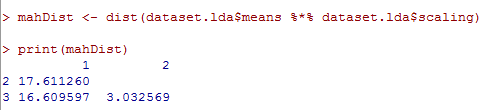 > mahDist <- dist(dataset.lda$means %*% dataset.lda$scaling)
> print(mahDist)
1 2
2 17.611260
3 16.609597 3.032569